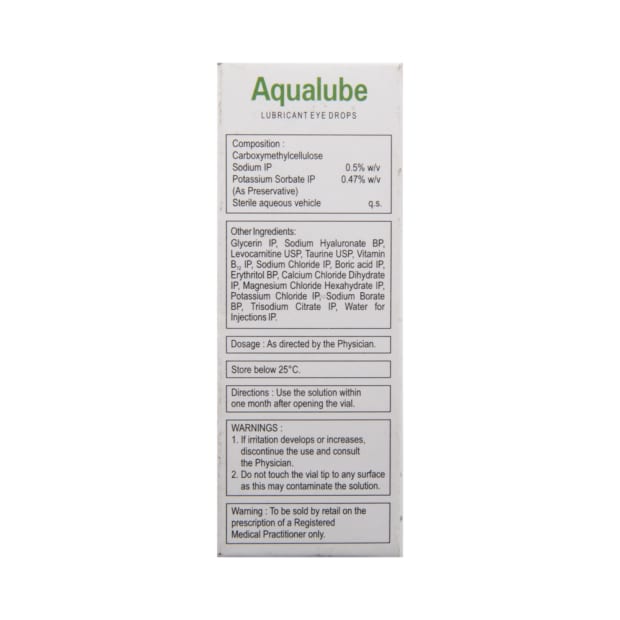 Aqualube
LUBRICANT EYE DROPS
Composition :
Carboxymethylcellulose
Sodium IP 0.5% w/v
Potassium Sorbate IP 0.47% w/v
(As Preservative)
Sterile aqueous vehicle q.s.
Other Ingredients:
Glycerin IP, Sodium Hyaluronate BP,
Levocarnitine USP, Taurine USP, Vitamin
B12 IP, Sodium Chloride IP, Boric acid IP,
Erythritol BP, Calcium Chloride Dihydrate
IP, Magnesium Chloride Hexahydrate IP,
Potassium Chloride IP, Sodium Borate
BP, Trisodium Citrate IP, Water for
Injections IP.
Dosage : As directed by the Physician.
Store below 25°C.
Directions : Use the solution within
one month after opening the vial.
WARNINGS :
1. If irritation develops or increases,
discontinue the use and consult
the Physician.
2. Do not touch the vial tip to any surface
as this may contaminate the solution.
Warning : To be sold by retail on the
prescription of a Registered
Medical Practitioner only.